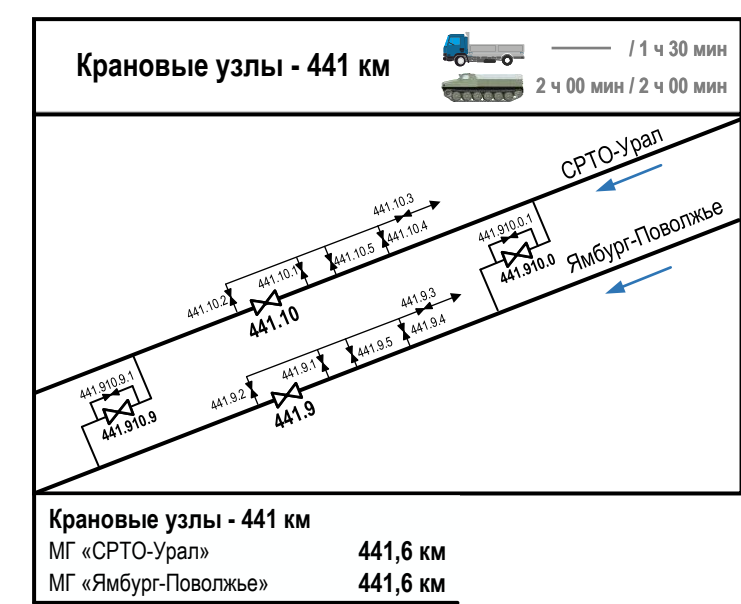 Крановые узлы - 441 км
/ 1 ч 30 мин
2 ч 00 мин / 2 ч 00 мин
СРТО-Урал
Ямбург-Поволжье
441.10.3
441.10.4
441.10.5
441.10.1
441.10.2
441.10
441.910.0.1
441.910.0
441.9.3
441.9.4
441.9.5
441.9.1
441.9.2
441.9
441.910.9.1
441.910.9
Крановые узлы - 441 км
МГ «СРТО-Урал» 441,6 км
МГ «Ямбург-Поволжье» 441,6 км